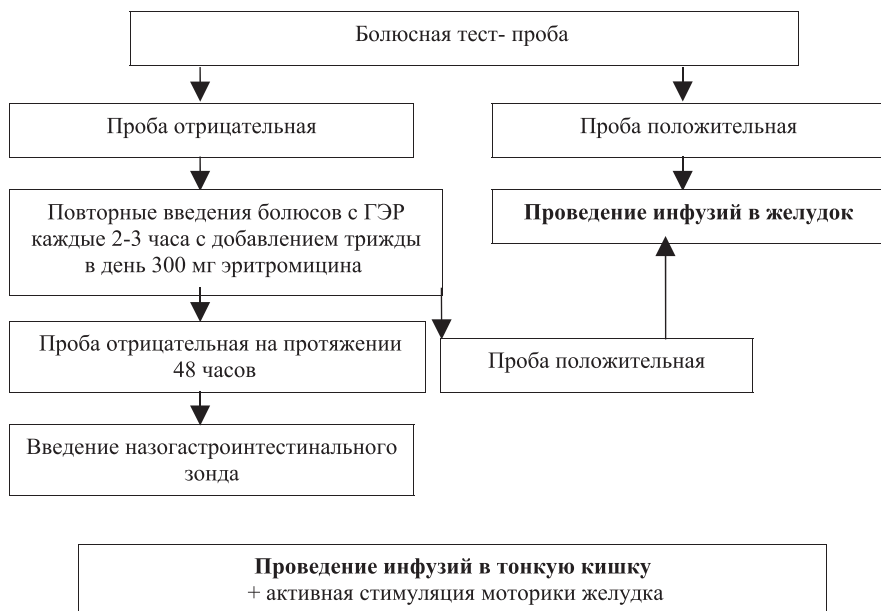 Болюсная тест- проба
Проба отрицательная
Проба положительная
Повторные введения болюсов с ГЭР
каждые 2-3 часа с добавлением трижды
в день 300 мг эритромицина
Проведение инфузий в желудок
Проба отрицательная на протяжении
48 часов
Проба положительная
Введение назогастроинтестинального
зонда
Проведение инфузий в тонкую кишку
+ активная стимуляция моторики желудка